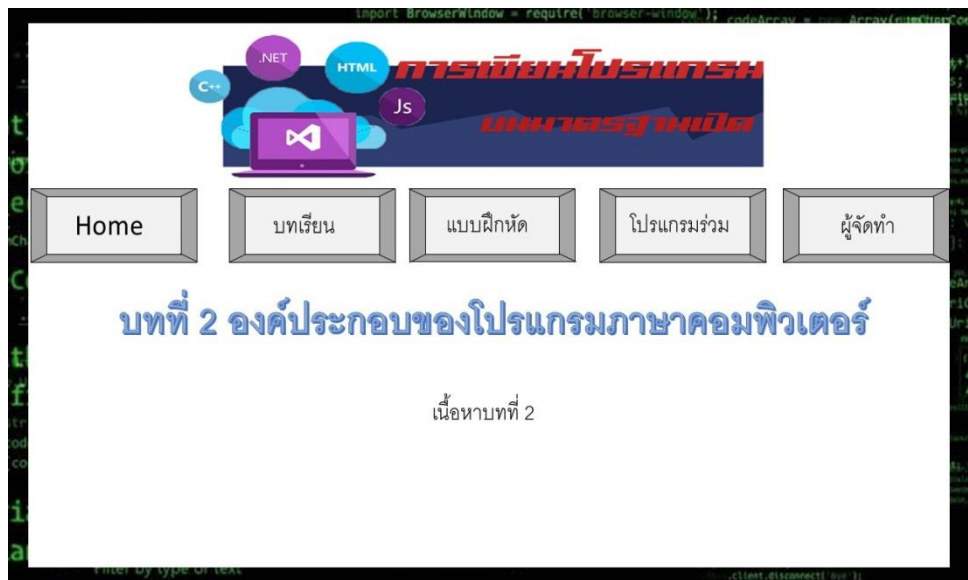 import BrowserWindow = require('browser-window');
.NET
HTML
C++
Js
การเขียนโปรแกรม
บนมาตรฐานเปิด
Home
บทเรียน
แบบฝึกหัด
โปรแกรมร่วม
ผู้จัดทำ
บทที่ 2 องค์ประกอบของโปรแกรมภาษาคอมพิวเตอร์
เนื้อหาบทที่ 2
Filter by type or text
.client.disconnect('bye');